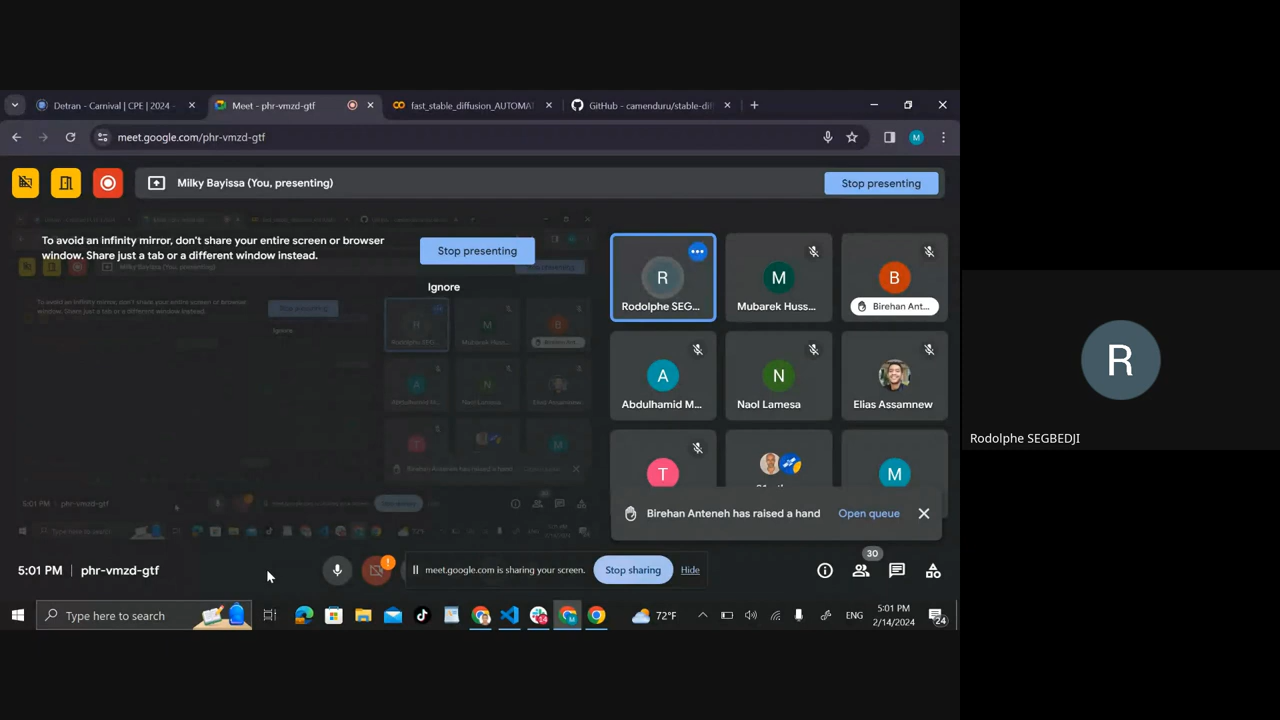 Detran - Carnival | CPE | 2024 -
Meet - phr-vmzd-gtf
fast_stable_diffusion_AUTOMA
GitHub - camenduru/stable-dif
meet.google.com/phr-vmzd-gtf
M
Milky Bayissa (You, presenting)
Stop presenting
To avoid an infinity mirror, don't share your entire screen or browser
window. Share just a tab or a different window instead.
Stop presenting
Ignore
R
Rodolphe SEG...
M
Mubarek Huss...
B
Birehan Ant...
A
Abdulhamid M...
N
Naol Lamesa
Elias Assamnew
T
M
Birehan Anteneh has raised a hand
Open queue
5:01 PM | phr-vmzd-gtf
meet.google.com is sharing your screen.
Stop sharing
Hide
30
Type here to search
72°F
ENG
5:01 PM
2/14/2024
24
R
Rodolphe SEGBEDJI